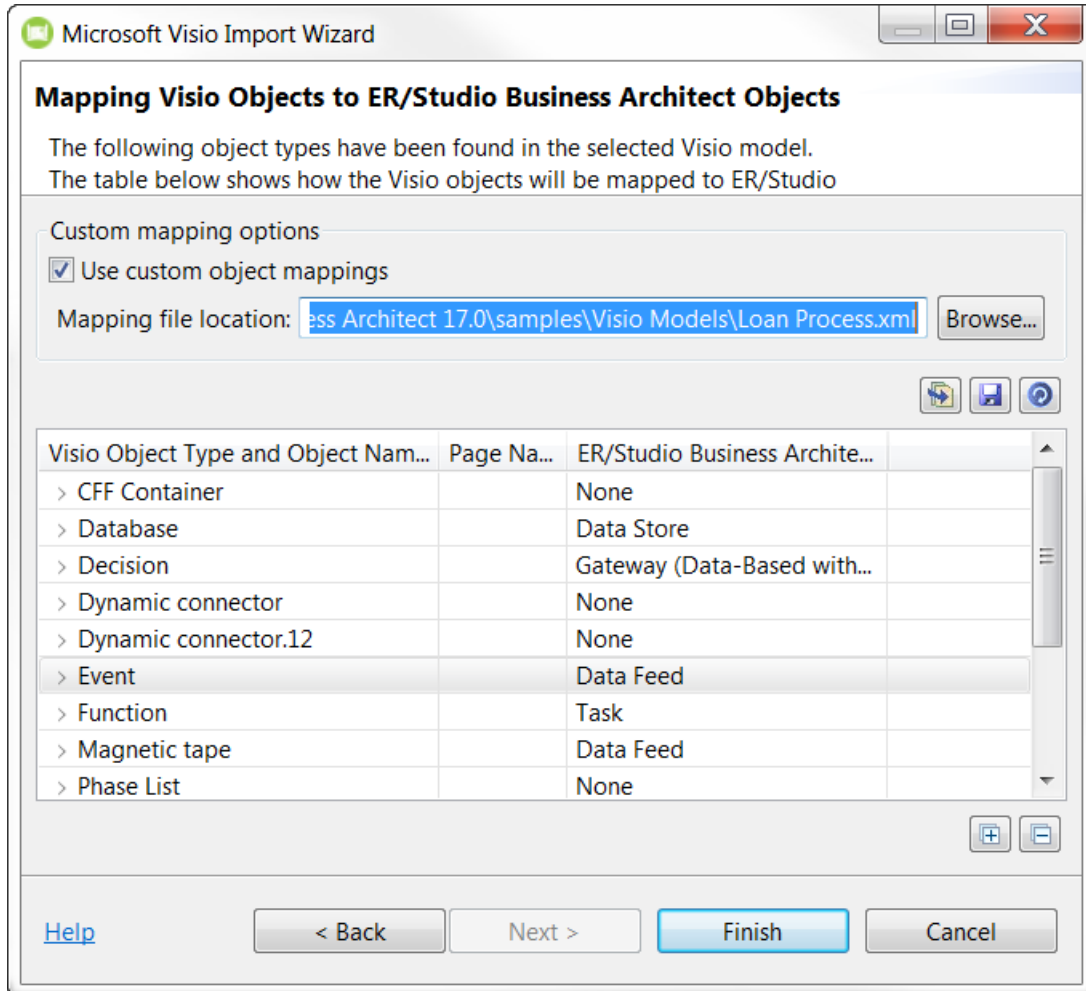 Microsoft Visio Import Wizard
Mapping Visio Objects to ER/Studio Business Architect Objects
The following object types have been found in the selected Visio model.
The table below shows how the Visio objects will be mapped to ER/Studio
Custom mapping options
Use custom object mappings
Mapping file location: ess Architect 17.0\samples\Visio Models\Loan Process.xml Browse...
Visio Object Type and Object Nam... Page Na... ER/Studio Business Archite...
CFF Container None
Database Data Store
Decision Gateway (Data-Based with...
Dynamic connector None
Dynamic connector.12 None
Event Data Feed
Function Task
Magnetic tape Data Feed
Phase List None
Help < Back Next > Finish Cancel